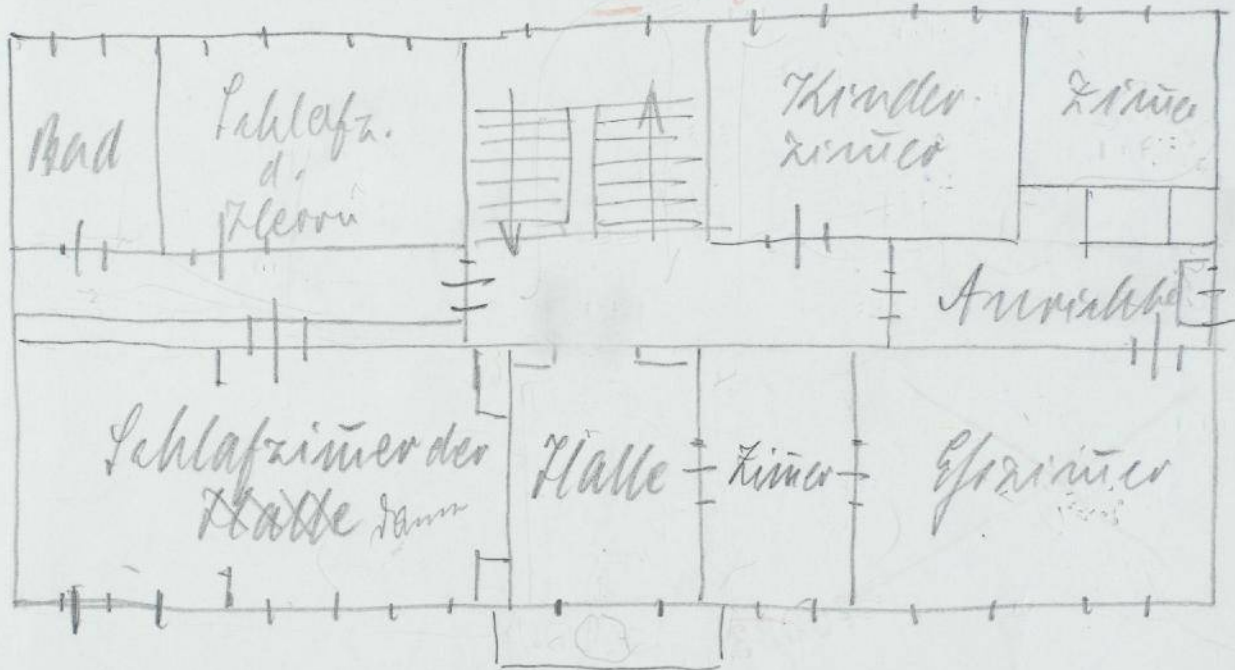 Bad
Schlafz.
d.
Herrn
Kinder-
zimmer
Zimmer
Anrichte
Schlafzimmer der
Halle Dame
Halle
Zimmer
Eßzimmer